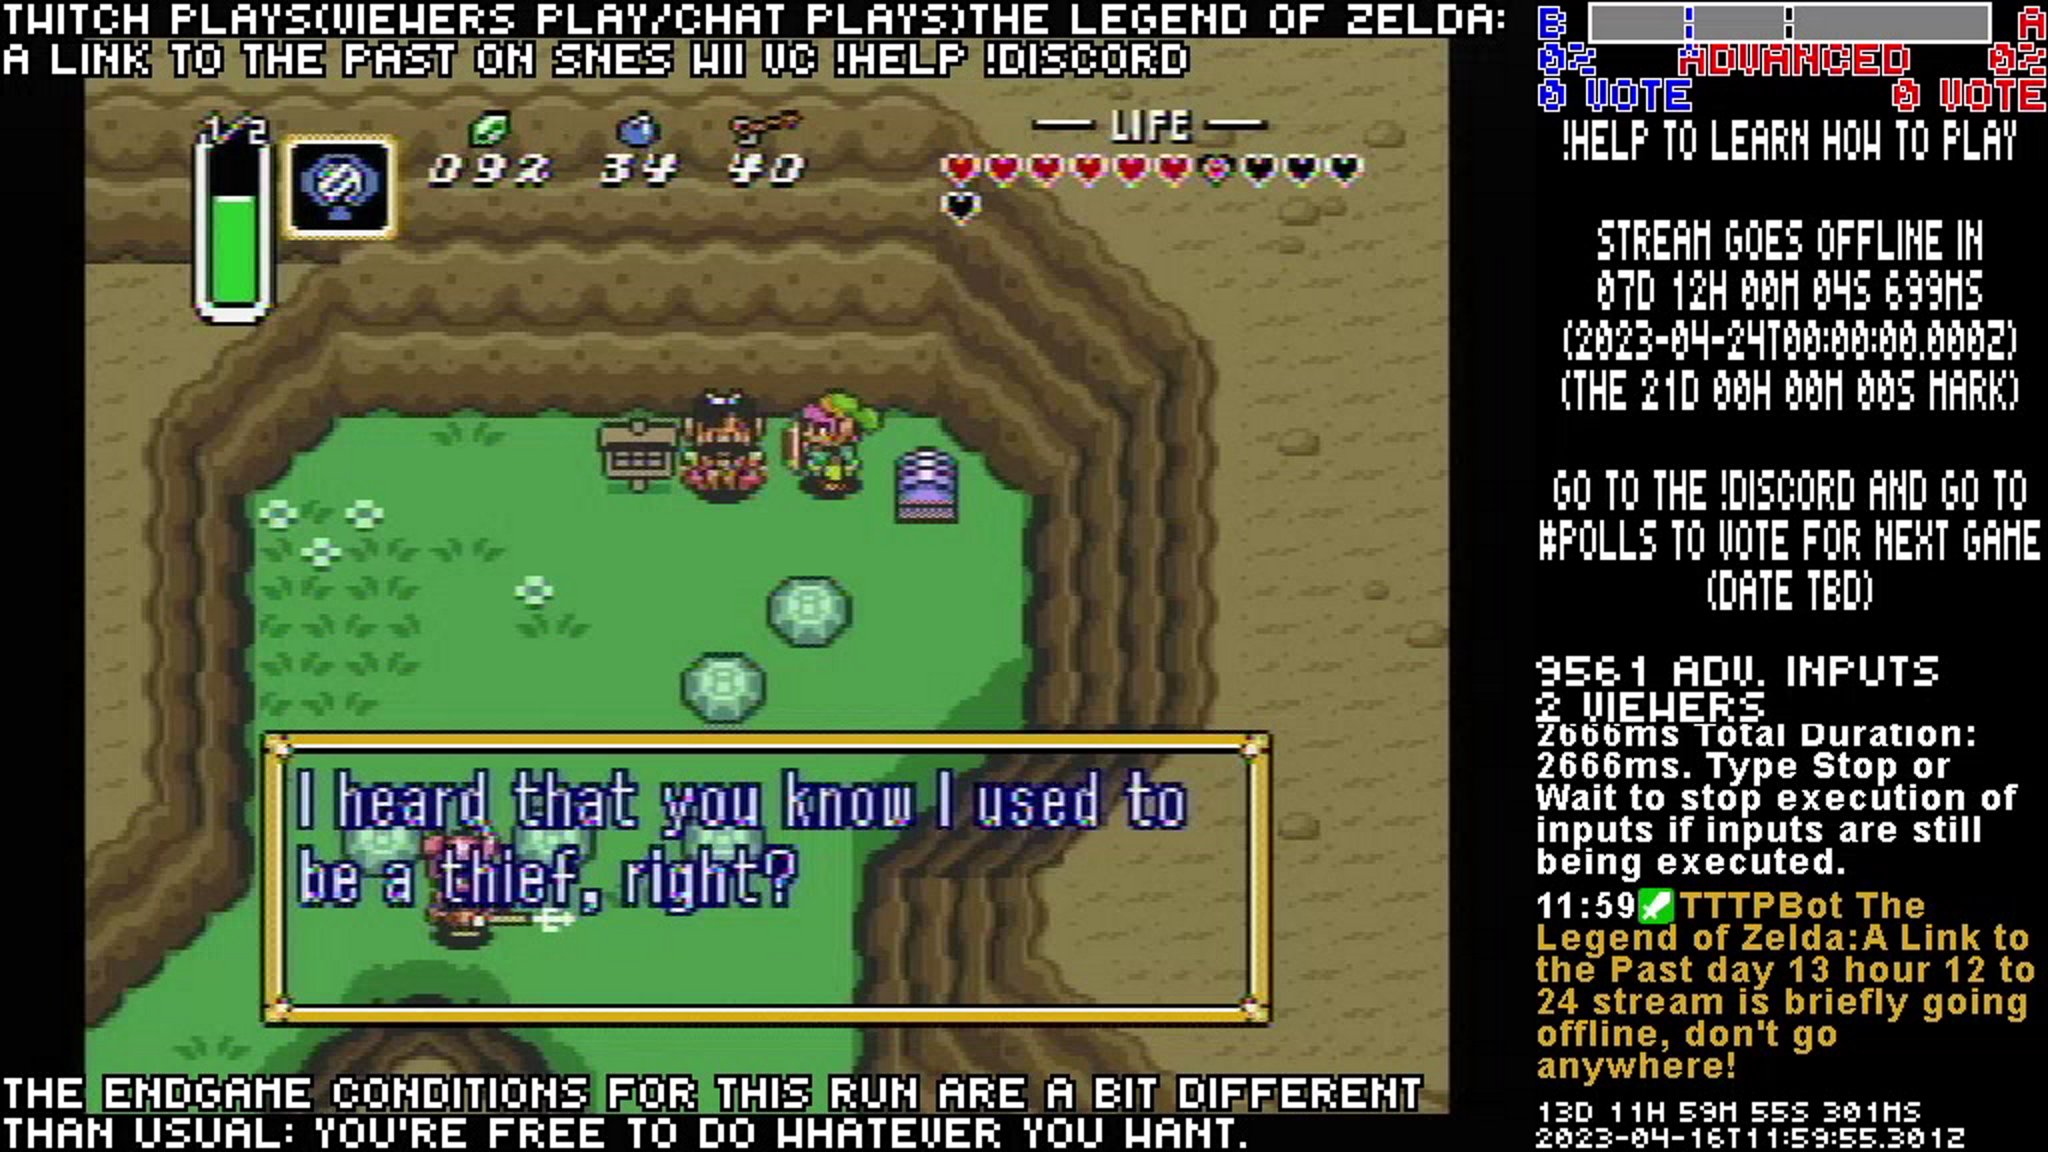 TWITCH PLAYS(VIEWERS PLAY/CHAT PLAYS)THE LEGEND OF ZELDA:
A LINK TO THE PAST ON SNES WII VC !HELP !DISCORD
B A
0% ADVANCED 0%
0 VOTE 0 VOTE
!HELP TO LEARN HOW TO PLAY
1/2
092 34 40
LIFE
STREAM GOES OFFLINE IN
07D 12H 00M 04S 699MS
(2023-04-24T00:00:00.000Z)
(THE 21D 00H 00M 00S MARK)
GO TO THE !DISCORD AND GO TO
#POLLS TO VOTE FOR NEXT GAME
(DATE TBD)
9561 ADV. INPUTS
2 VIEWERS
2666ms Total Duration:
2666ms. Type Stop or
Wait to stop execution of
inputs if inputs are still
being executed.
11:59 TTTPBot The
Legend of Zelda:A Link to
the Past day 13 hour 12 to
24 stream is briefly going
offline, don't go
anywhere!
13D 11H 59M 55S 301MS
2023-04-16T11:59:55.301Z
I heard that you know I used to
be a thief, right?
THE ENDGAME CONDITIONS FOR THIS RUN ARE A BIT DIFFERENT
THAN USUAL: YOU'RE FREE TO DO WHATEVER YOU WANT.